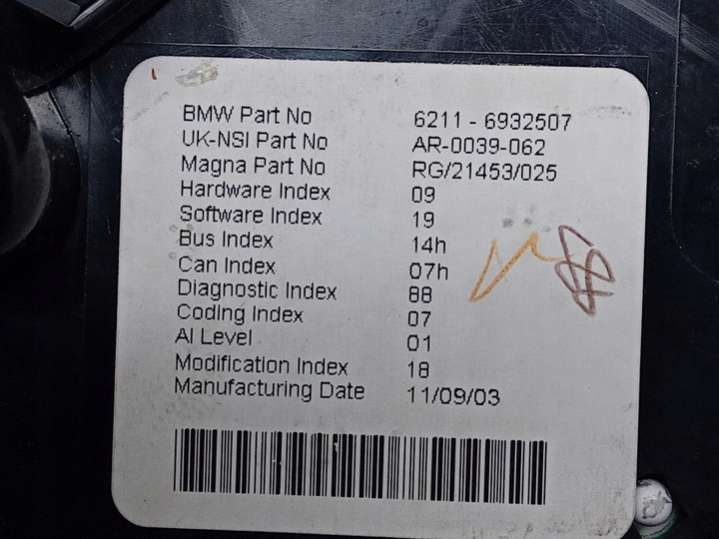 BMW Part No 6211 - 6932507
UK-NSI Part No AR-0039-062
Magna Part No RG/21453/025
Hardware Index 09
Software Index 19
Bus Index 14h
Can Index 07h
Diagnostic Index 88
Coding Index 07
AI Level 01
Modification Index 18
Manufacturing Date 11/09/03